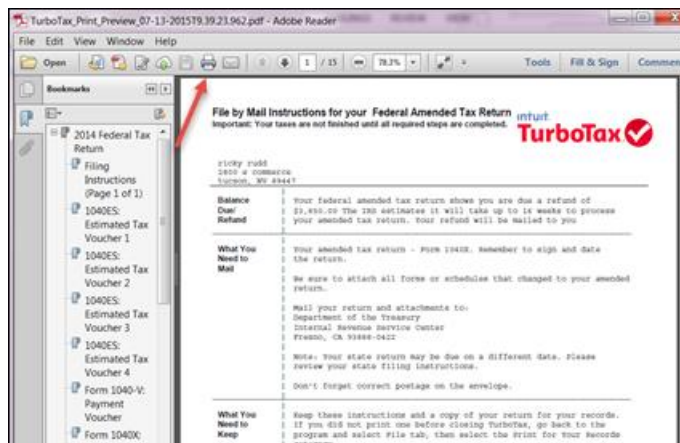 TurboTax_Print_Preview_07-13-2015T9.39.23.962.pdf - Adobe Reader
File Edit View Window Help
Open 1 / 15 78.3% Tools Fill & Sign Comment
Bookmarks
2014 Federal Tax
Return
Filing
Instructions
(Page 1 of 1)
1040ES:
Estimated Tax
Voucher 1
1040ES:
Estimated Tax
Voucher 2
1040ES:
Estimated Tax
Voucher 3
1040ES:
Estimated Tax
Voucher 4
Form 1040-V:
Payment
Voucher
Form 1040X:
File by Mail Instructions for your Federal Amended Tax Return
Important: Your taxes are not finished until all required steps are completed.
intuit
TurboTax
ricky rudd
commerce
Balance
Due/
Refund
Your federal amended tax return shows you are due a refund of
The IRS estimates it will take up to 16 weeks to process
your amended tax return. Your refund will be mailed to you
What You
Need to
Mail
Your amended tax return - Form 1040X. Remember to sign and date
the return.
Be sure to attach all forms or schedules that changed to your amended
return.
Mail your return and attachments to:
Department of the Treasury
Internal Revenue Service Center
Fresno, CA 93888-0422
Note: Your state return may be due on a different date. Please
review your state filing instructions.
Don't forget correct postage on the envelope.
What You
Need to
Keep
Keep these instructions and a copy of your return for your records.
If you did not print one before closing TurboTax, go back to the
program and select File tab, then select the Print for Your Records